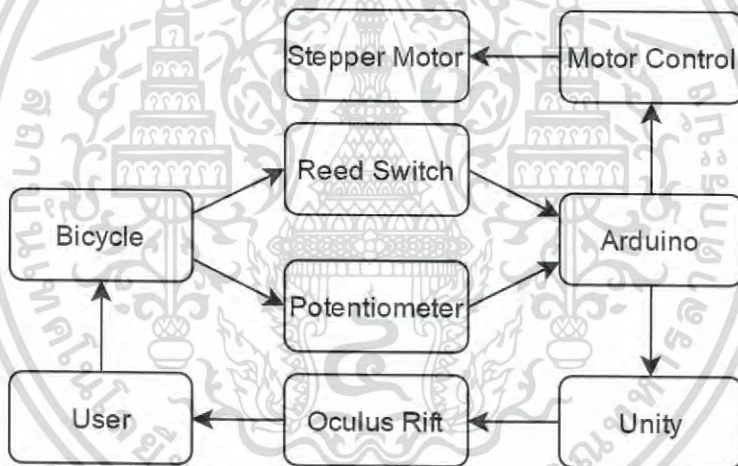 Stepper Motor
Motor Control
Reed Switch
Bicycle
Arduino
Potentiometer
User
Oculus Rift
Unity